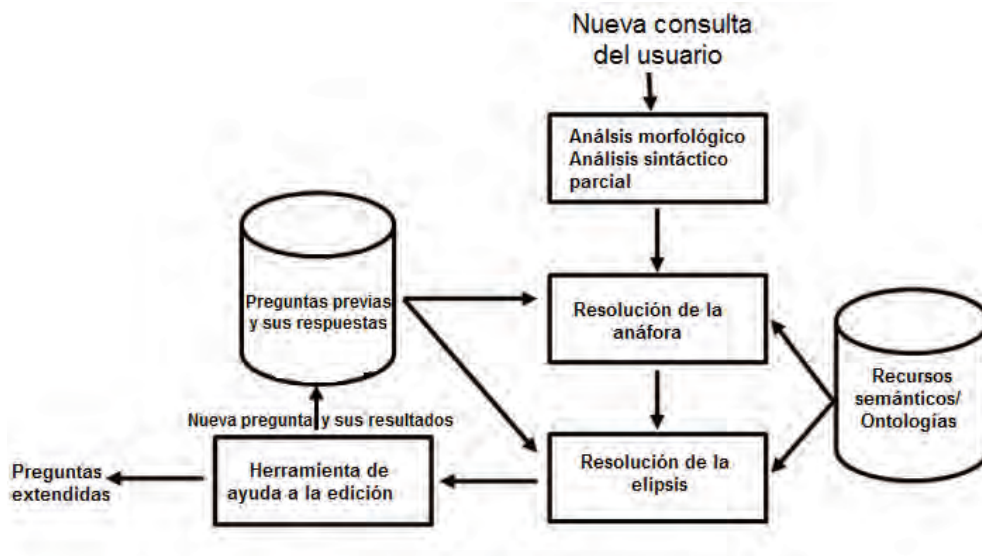 Nueva consulta
del usuario
Análsis morfológico
Análisis sintáctico
parcial
Preguntas previas
y sus respuestas
Resolución de la
anáfora
Recursos
semánticos/
Ontologías
Nueva pregunta y sus resultados
Herramienta de
ayuda a la edición
Resolución de la
elipsis
Preguntas
extendidas